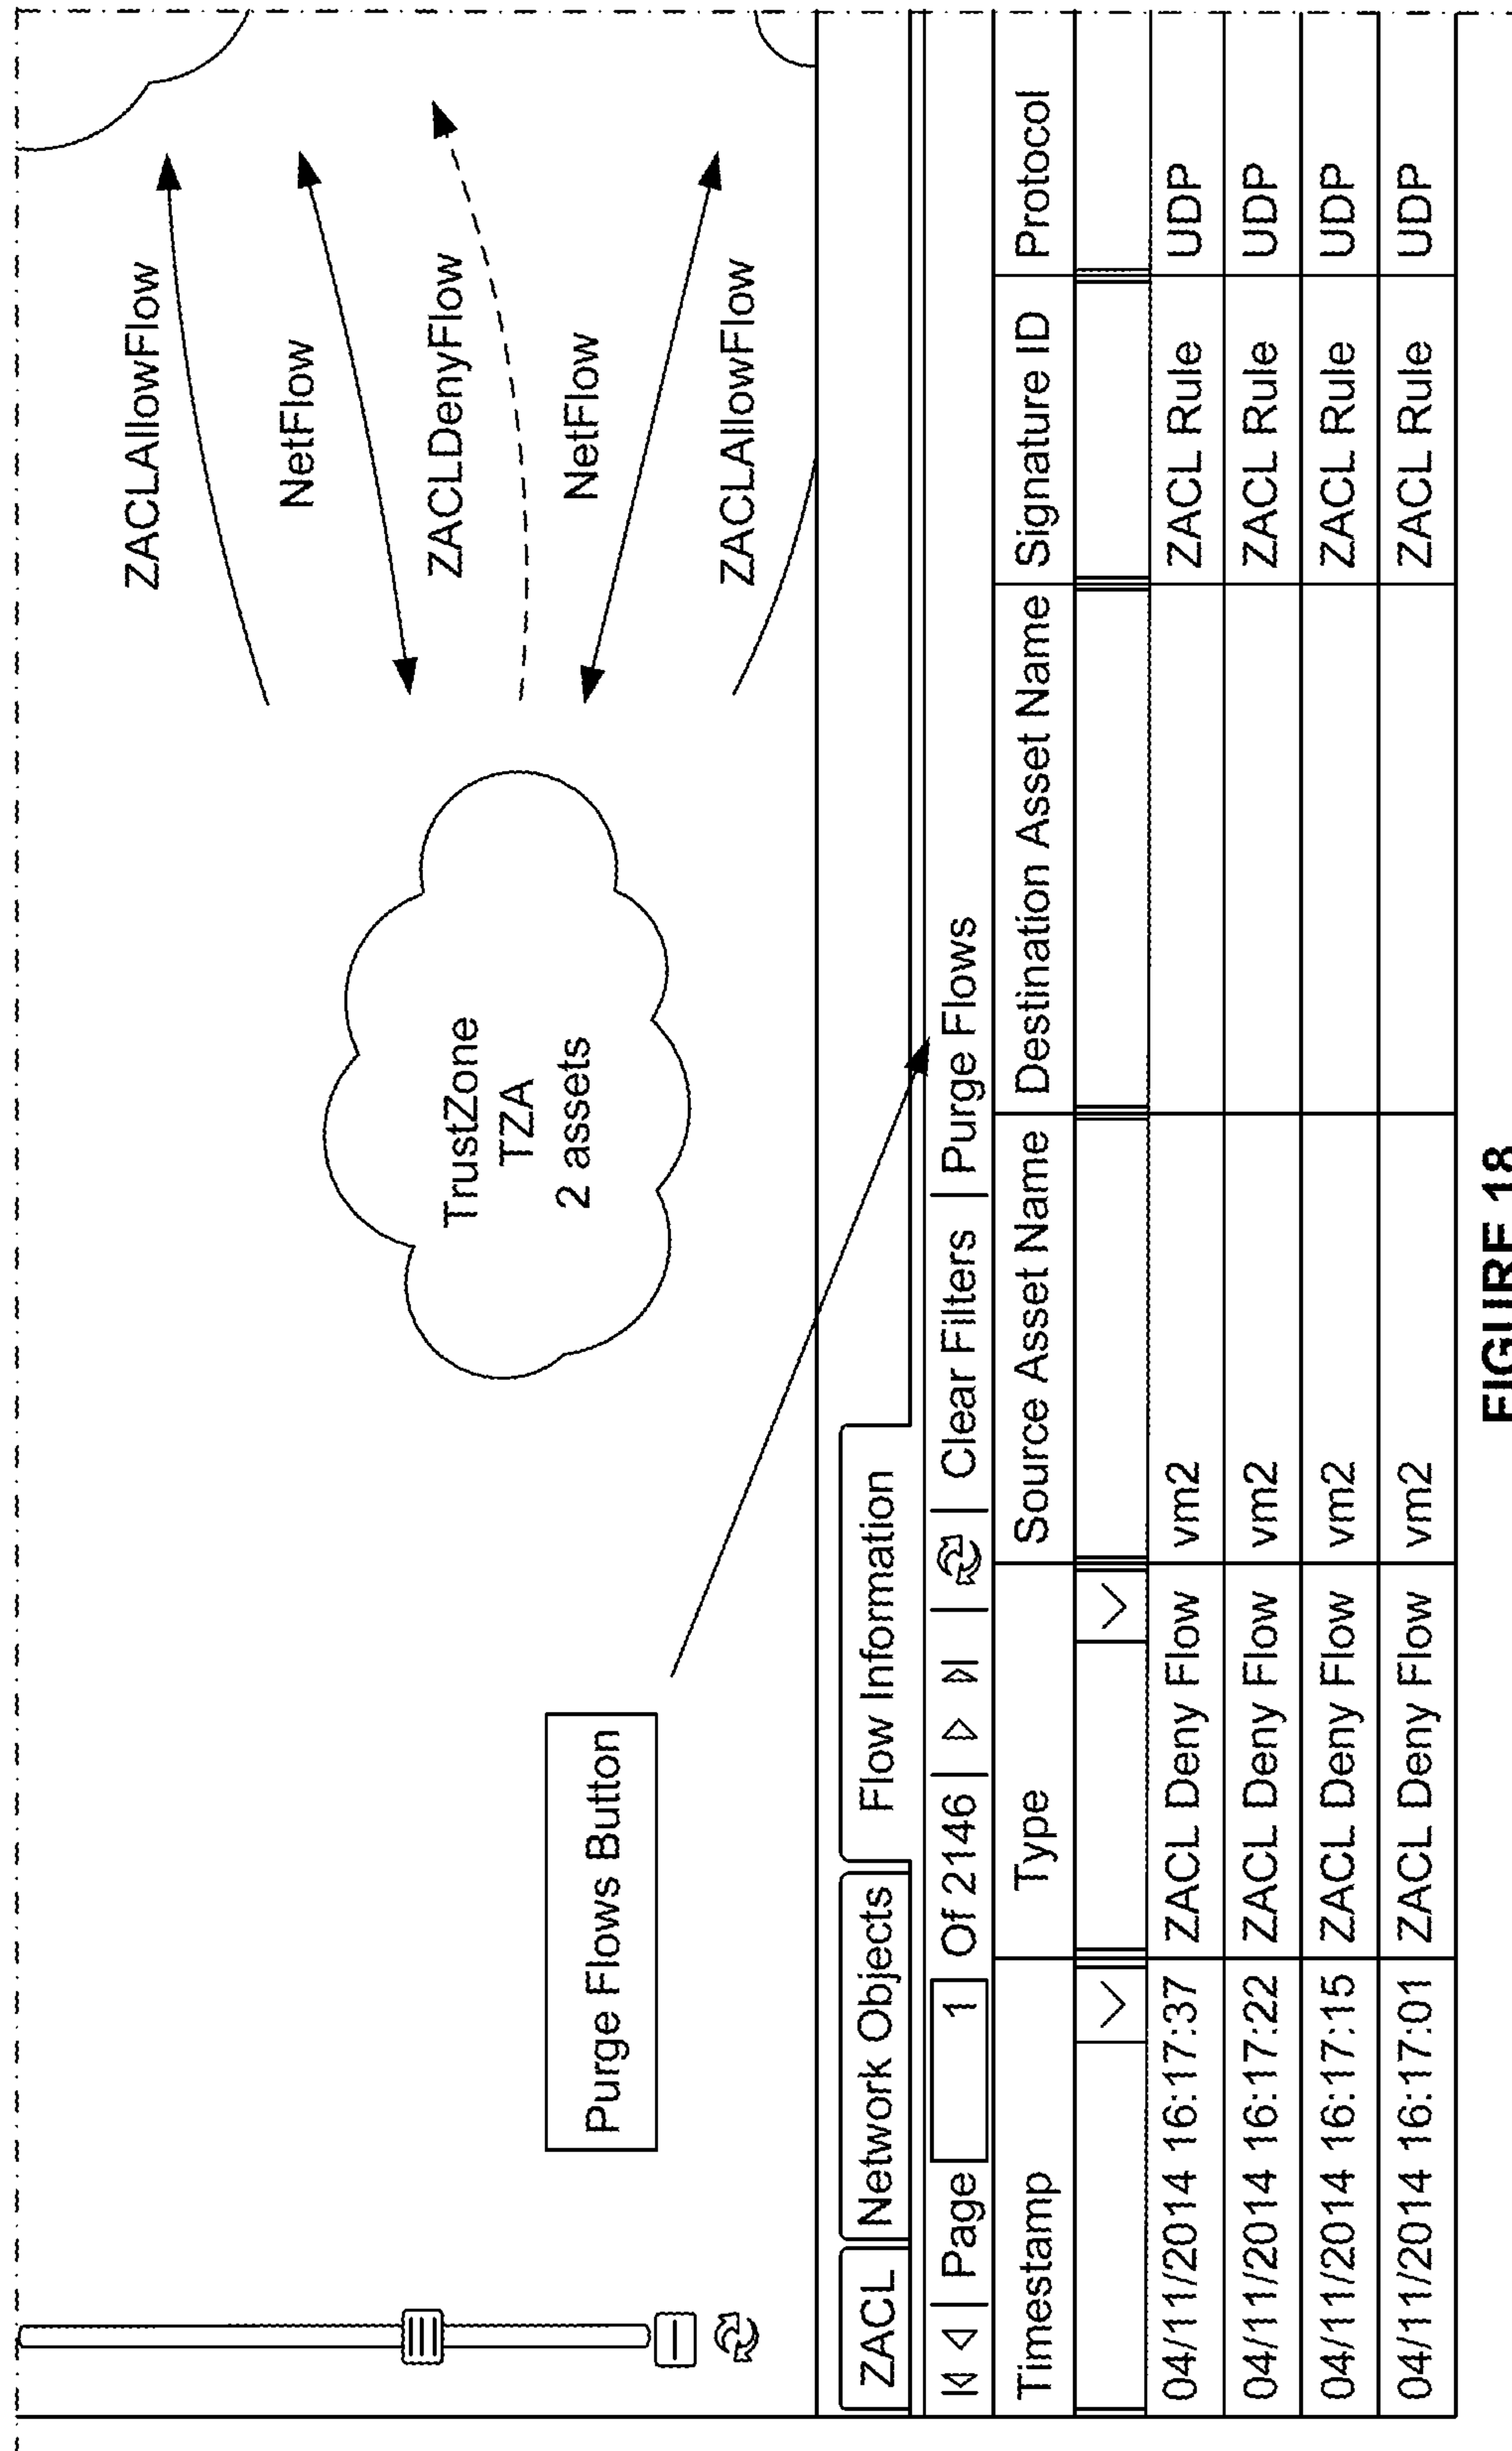 ZACLAllowFlow
NetFlow
ZACLDenyFlow
NetFlow
ZACLAllowFlow
TrustZone
TZA
2 assets
Purge Flows Button
ZACL Network Objects Flow Information
Page 1 Of 2146 Clear Filters Purge Flows
Timestamp Type Source Asset Name Destination Asset Name Signature ID Protocol
04/11/2014 16:17:37 ZACL Deny Flow vm2 ZACL Rule UDP
04/11/2014 16:17:22 ZACL Deny Flow vm2 ZACL Rule UDP
04/11/2014 16:17:15 ZACL Deny Flow vm2 ZACL Rule UDP
04/11/2014 16:17:01 ZACL Deny Flow vm2 ZACL Rule UDP
FIGURE 18